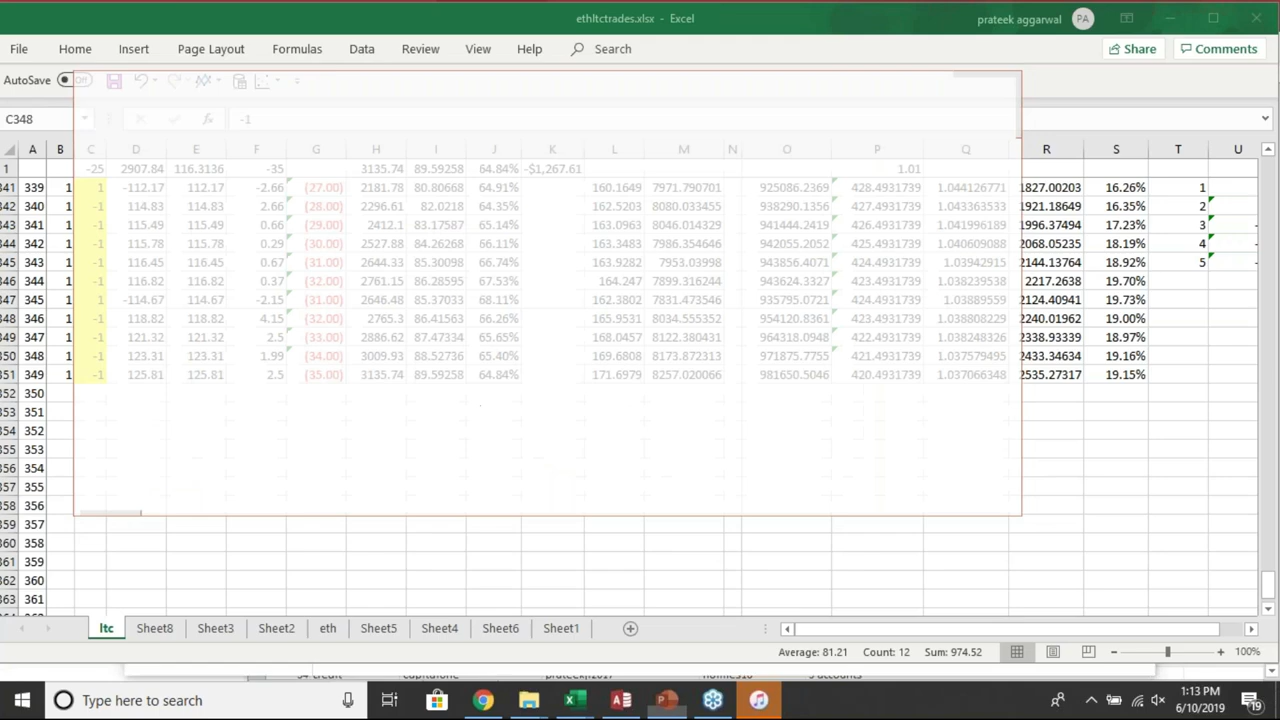 ethltctrades.xlsx - Excel prateek aggarwal PA
File Home Insert Page Layout Formulas Data Review View Help Search Share Comments
AutoSave Off
C348 fx -1
A B C D E F G H I J K L M N O P Q R S T U
1 -25 2907.84 116.3136 -35 3135.74 89.59258 64.84% -$1,267.61 1.01
341 339 1 1 -112.17 112.17 -2.66 (27.00) 2181.78 80.80668 64.91% 160.1649 7971.790701 925086.2369 428.4931739 1.044126771 1827.00203 16.26% 1
342 340 1 -1 114.83 114.83 2.66 (28.00) 2296.61 82.0218 64.35% 162.5203 8080.033455 938290.1356 427.4931739 1.043363533 1921.18649 16.35% 2
343 341 1 -1 115.49 115.49 0.66 (29.00) 2412.1 83.17587 65.14% 163.0963 8046.014329 941444.2419 426.4931739 1.041996189 1996.37494 17.23% 3 -
344 342 1 -1 115.78 115.78 0.29 (30.00) 2527.88 84.26268 66.11% 163.3483 7986.354646 942055.2052 425.4931739 1.040609088 2068.05235 18.19% 4
345 343 1 -1 116.45 116.45 0.67 (31.00) 2644.33 85.30098 66.74% 163.9282 7953.03998 943856.4071 424.4931739 1.03942915 2144.13764 18.92% 5 -
346 344 1 -1 116.82 116.82 0.37 (32.00) 2761.15 86.28598 67.53% 164.247 7899.316244 943624.3327 423.4931739 1.038239538 2217.2638 19.70%
347 345 1 1 -114.67 114.67 -2.15 (31.00) 2646.48 85.37033 68.11% 162.3802 7831.473546 935795.0721 424.4931739 1.03889559 2124.40941 19.73%
348 346 1 -1 118.82 118.82 4.15 (32.00) 2765.3 86.41563 66.26% 165.9531 8034.555352 954120.8361 423.4931739 1.038808229 2240.01962 19.00%
349 347 1 -1 121.32 121.32 2.5 (33.00) 2886.62 87.47334 65.65% 168.0457 8122.380431 964318.0948 422.4931739 1.038248326 2338.93339 18.97%
350 348 1 -1 123.31 123.31 1.99 (34.00) 3009.93 88.52736 65.40% 169.6808 8173.872313 971875.7755 421.4931739 1.037579495 2433.34634 19.16%
351 349 1 -1 125.81 125.81 2.5 (35.00) 3135.74 89.59258 64.84% 171.6979 8257.020066 981650.5046 420.4931739 1.037066348 2535.27317 19.15%
352 350
353 351
354 352
355 353
356 354
357 355
358 356
359 357
360 358
361 359
362 360
363 361
ltc Sheet8 Sheet3 Sheet2 eth Sheet5 Sheet4 Sheet6 Sheet1
Average: 81.21 Count: 12 Sum: 974.52 100%
Type here to search 1:13 PM
6/10/2019 19